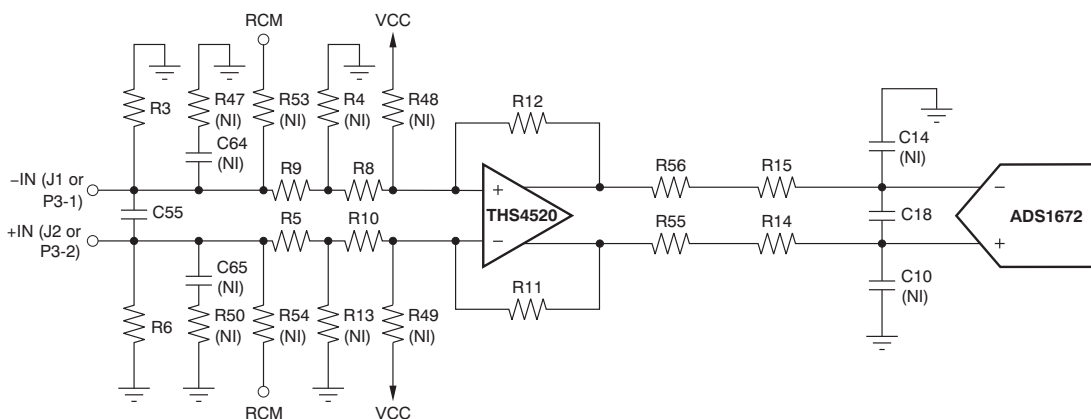 RCM
VCC
R3
R47
(NI)
R53
(NI)
R4
(NI)
R48
(NI)
C64
(NI)
R12
–IN (J1 or
P3-1)
R9
R8
+
THS4520
–
R56
R15
C14
(NI)
–
ADS1672
+
C55
+IN (J2 or
P3-2)
R5
R10
R55
R14
C18
C65
(NI)
R11
C10
(NI)
R6
R50
(NI)
R54
(NI)
R13
(NI)
R49
(NI)
RCM
VCC